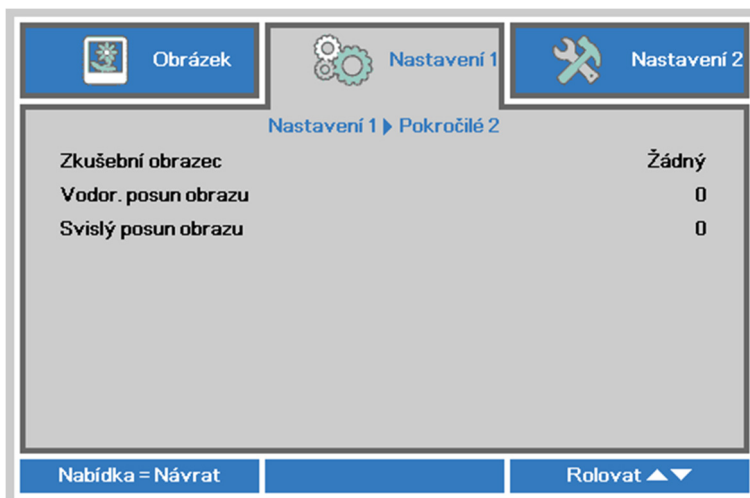 Obrázek
Nastavení 1
Nastavení 2
Nastavení 1 ▶ Pokročilé 2
Zkušební obrazec Žádný
Vodor. posun obrazu 0
Svislý posun obrazu 0
Nabídka = Návrat
Rolovat ▲▼